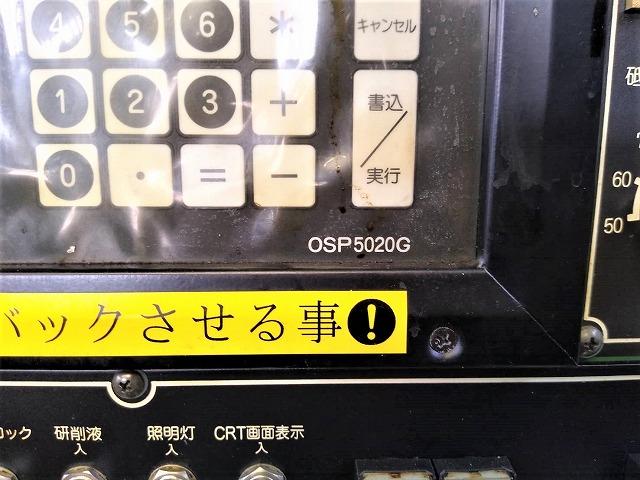 4 5 6 * キャンセル
1 2 3 + 書込/実行
0 . = -
OSP5020G
バックさせる事!
60
50
ロック 研削液 照明灯 CRT画面表示
入 入 入